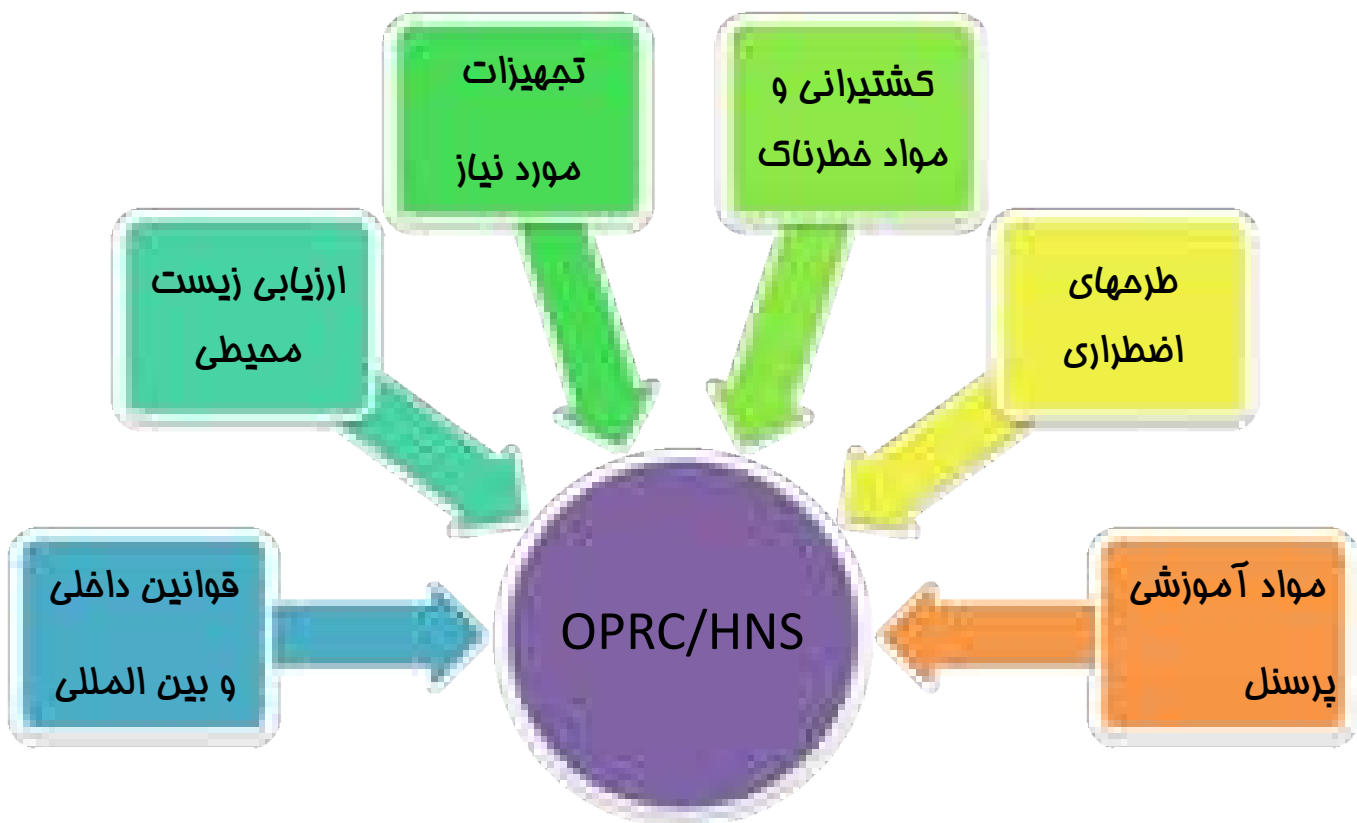 کشتیرانی و
مواد خطرناک
تجهیزات
مورد نیاز
طرحهای
اضطراری
ارزیابی زیست
محیطی
مواد آموزشی
پرسنل
قوانین داخلی
و بین المللی
OPRC/HNS